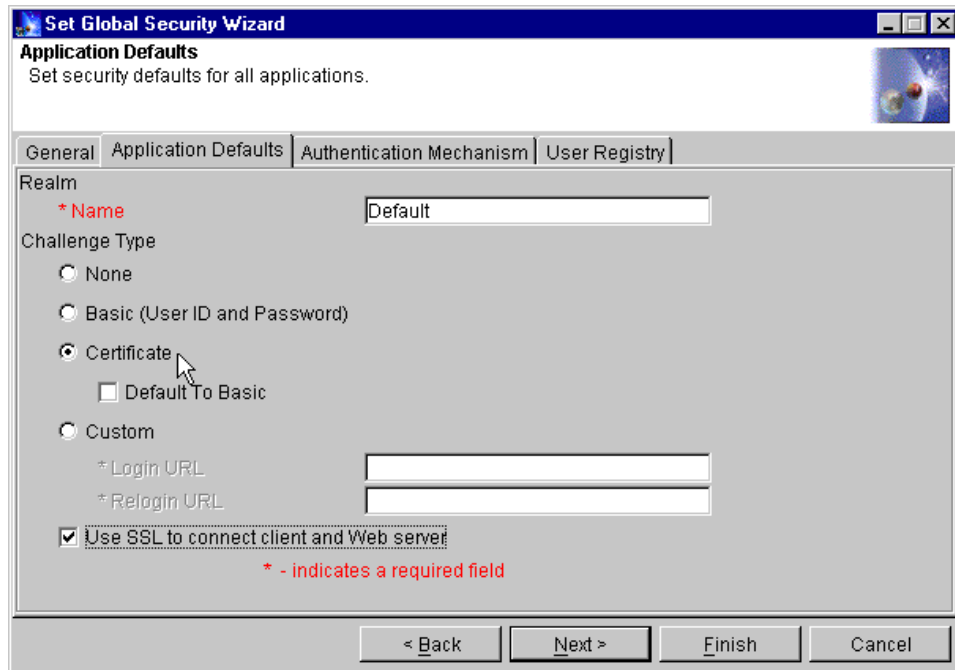 Set Global Security Wizard
Application Defaults
Set security defaults for all applications.
General Application Defaults Authentication Mechanism User Registry
Realm
* Name Default
Challenge Type
None
Basic (User ID and Password)
Certificate
Default To Basic
Custom
* Login URL
* Relogin URL
Use SSL to connect client and Web server
* - indicates a required field
< Back Next > Finish Cancel